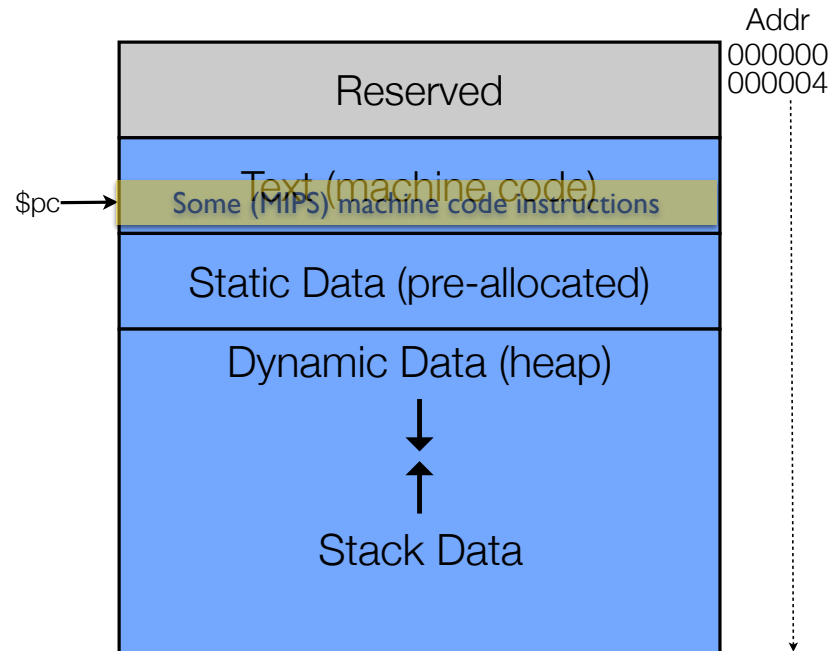 Addr
000000
000004
Reserved
Text (machine code)
$pc
Some (MIPS) machine code instructions
Static Data (pre-allocated)
Dynamic Data (heap)
Stack Data